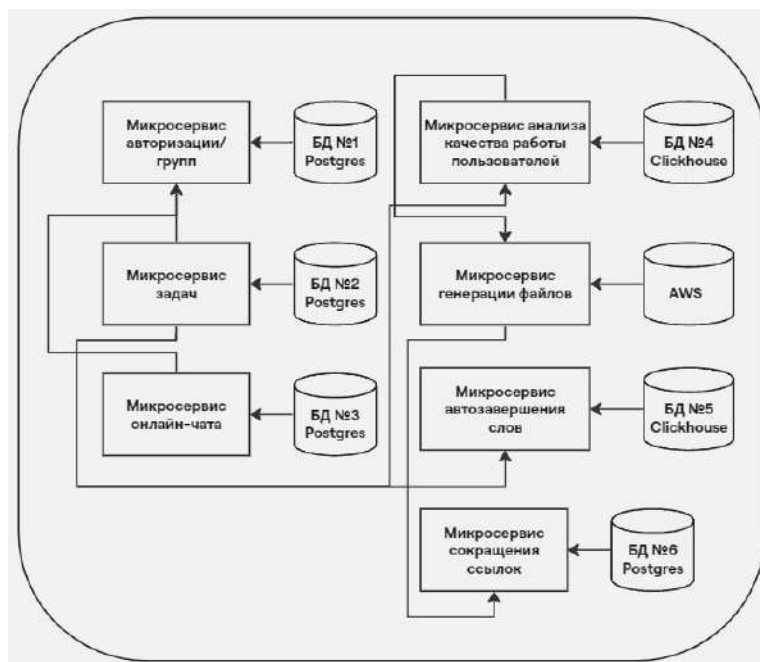 Микросервис
авторизации/
групп
БД №1
Postgres
Микросервис анализа
качества работы
пользователей
БД №4
Clickhouse
Микросервис
задач
БД №2
Postgres
Микросервис
генерации файлов
AWS
Микросервис
онлайн-чата
БД №3
Postgres
Микросервис
автозавершения
слов
БД №5
Clickhouse
Микросервис
сокращения
ссылок
БД №6
Postgres